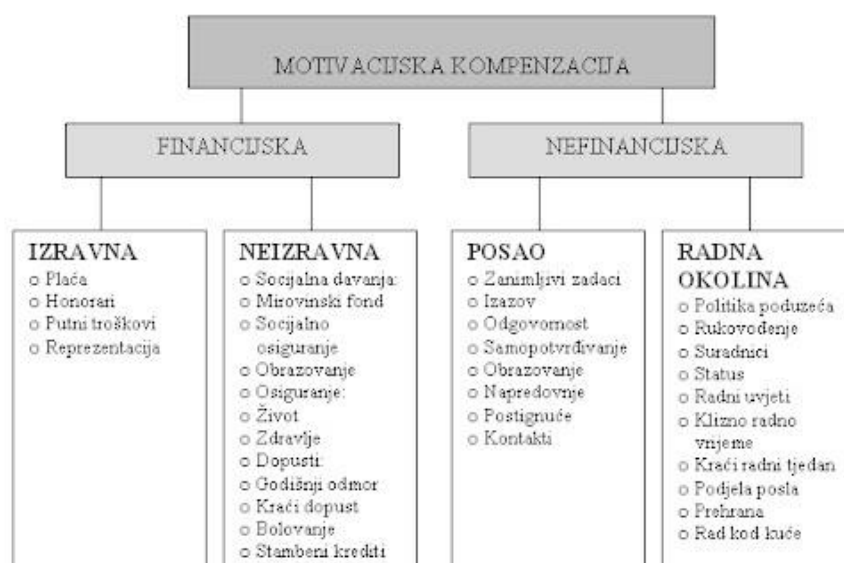 MOTIVACIJSKA KOMPENZACIJA
FINANCIJSKA
NEFINANCIJSKA
IZRAVNA
o Plaća
o Honorari
o Putni troškovi
o Reprezentacija
NEIZRAVNA
o Socijalna davanja:
o Mirovinski fond
o Socijalno
osiguranje
o Obrazovanje
o Osiguranje:
o Život
o Zdravlje
o Dopusti:
o Godišnji odmor
o Kraći dopust
o Bolovanje
o Stambeni krediti
POSAO
o Zanimljivi zadaci
o Izazov
o Odgovornost
o Samopotvrđivanje
o Obrazovanje
o Napredovnje
o Postignuće
o Kontakti
RADNA
OKOLINA
o Politika poduzeća
o Rukovođenje
o Suradnici
o Status
o Radni uvjeti
o Klizno radno
vrijeme
o Kraći radni tjedan
o Podjela posla
o Prehrana
o Rad kod kuće